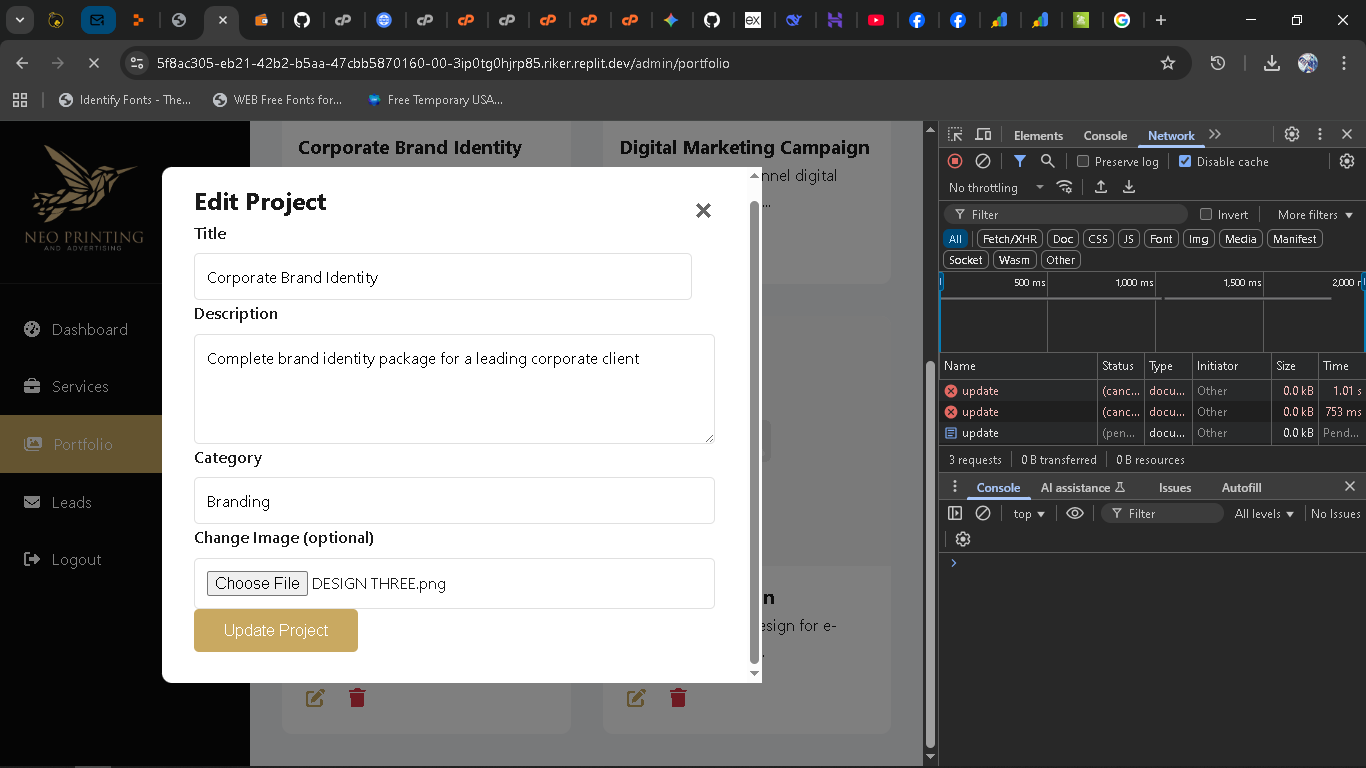 5f8ac305-eb21-42b2-b5aa-47cbb5870160-00-3ip0tg0hjrp85.riker.replit.dev/admin/portfolio
Identify Fonts - The...
WEB Free Fonts for...
Free Temporary USA...
NEO PRINTING
AND ADVERTISING
Dashboard
Services
Portfolio
Leads
Logout
Corporate Brand Identity
Digital Marketing Campaign
nnel digital
...
Edit Project
×
Title
Corporate Brand Identity
Description
Complete brand identity package for a leading corporate client
Category
Branding
Change Image (optional)
Choose File DESIGN THREE.png
Update Project
n
esign for e-
Elements Console Network
Preserve log Disable cache
No throttling
Filter Invert More filters
All Fetch/XHR Doc CSS JS Font Img Media Manifest
Socket Wasm Other
500 ms 1,000 ms 1,500 ms 2,000 r
Name Status Type Initiator Size Time
update (canc... docu... Other 0.0 kB 1.01 s
update (canc... docu... Other 0.0 kB 753 ms
update (pen... docu... Other 0.0 kB Pend...
3 requests 0 B transferred 0 B resources
Console AI assistance Issues Autofill
top Filter All levels No Issues